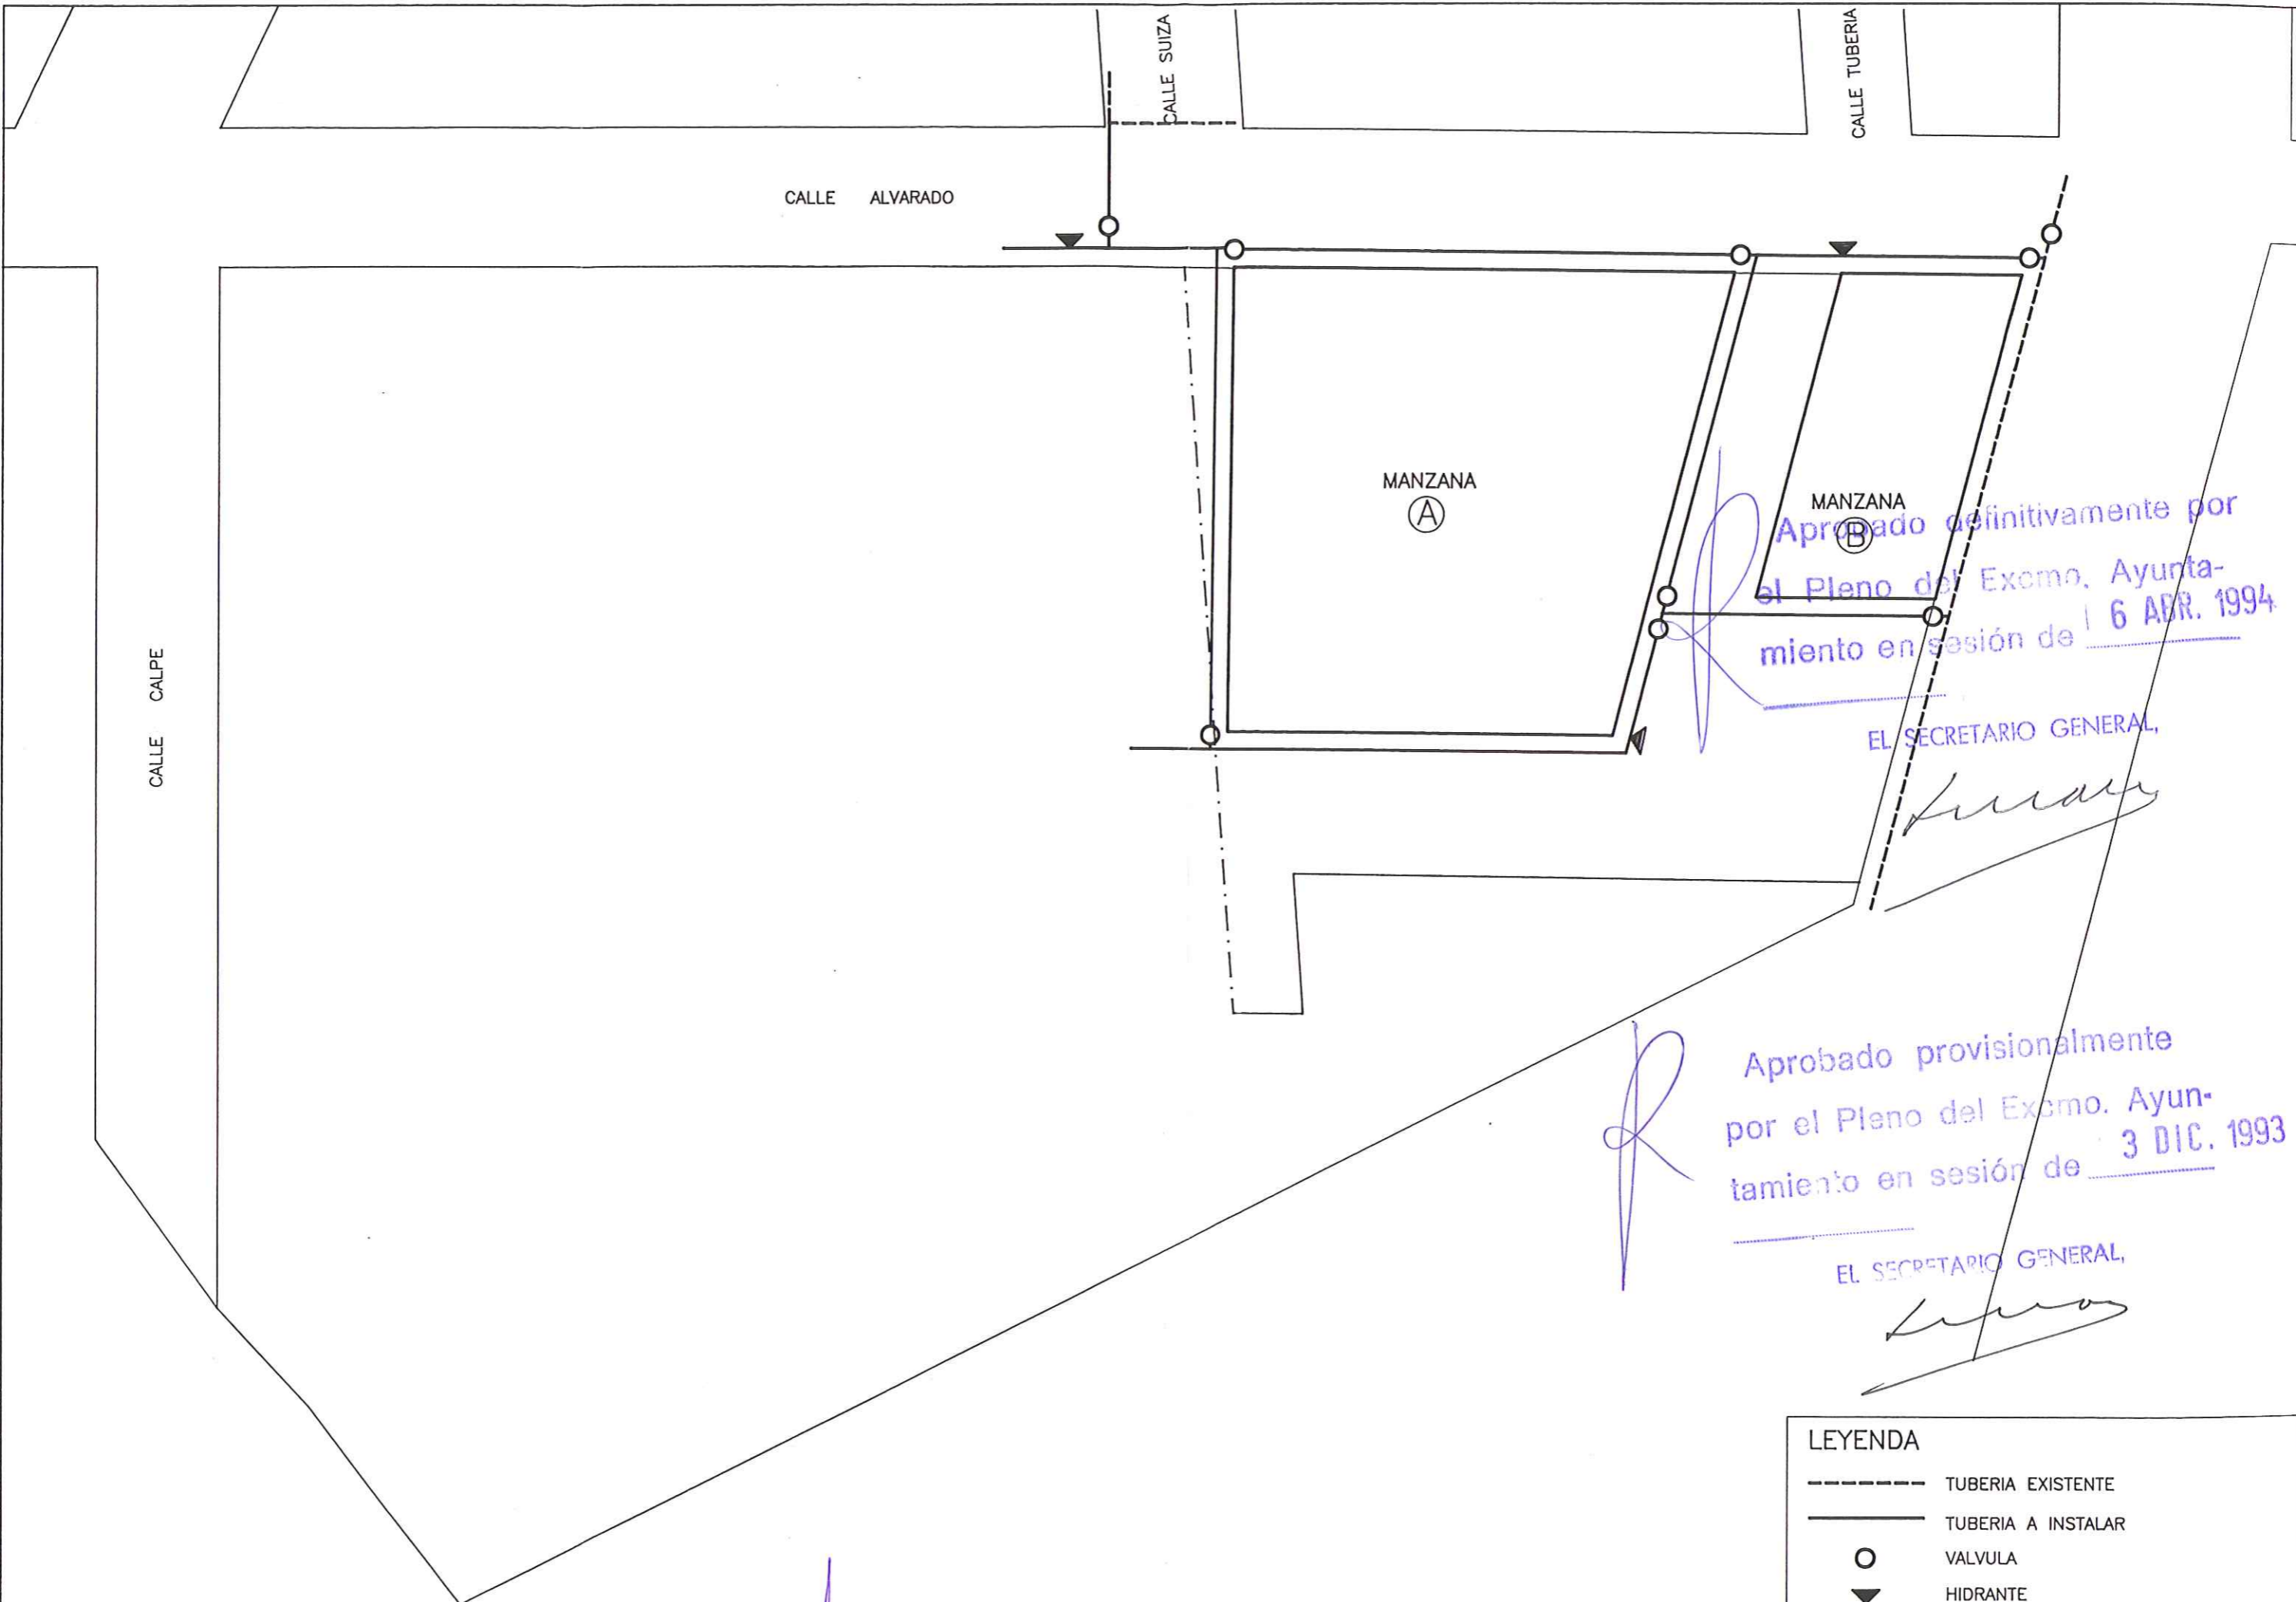 CALLE SUIZA
CALLE TUBERIA
CALLE ALVARADO
MANZANA
A
MANZANA
B
CALLE CALPE
Aprobado definitivamente por
el Pleno del Excmo. Ayunta-
miento en sesión de 6 ABR. 1994
EL SECRETARIO GENERAL,
Aprobado provisionalmente
por el Pleno del Excmo. Ayun-
tamiento en sesión de 3 DIC. 1993
EL SECRETARIO GENERAL,
LEYENDA
TUBERIA EXISTENTE
TUBERIA A INSTALAR
VALVULA
HIDRANTE